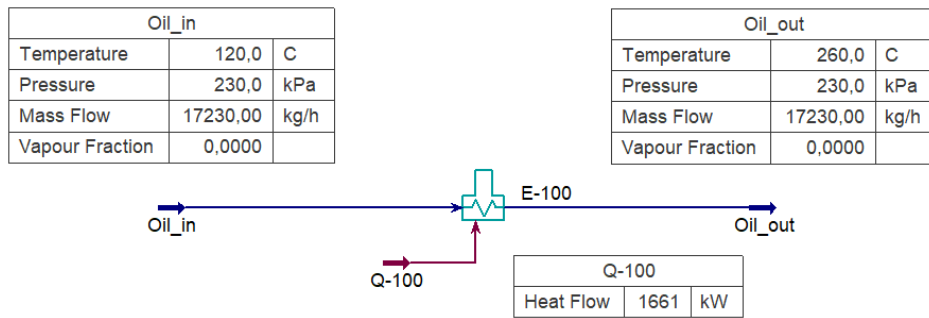 Oil_in
Temperature 120,0 C
Pressure 230,0 kPa
Mass Flow 17230,00 kg/h
Vapour Fraction 0,0000
Oil_out
Temperature 260,0 C
Pressure 230,0 kPa
Mass Flow 17230,00 kg/h
Vapour Fraction 0,0000
E-100
Oil_in
Oil_out
Q-100
Q-100
Heat Flow 1661 kW